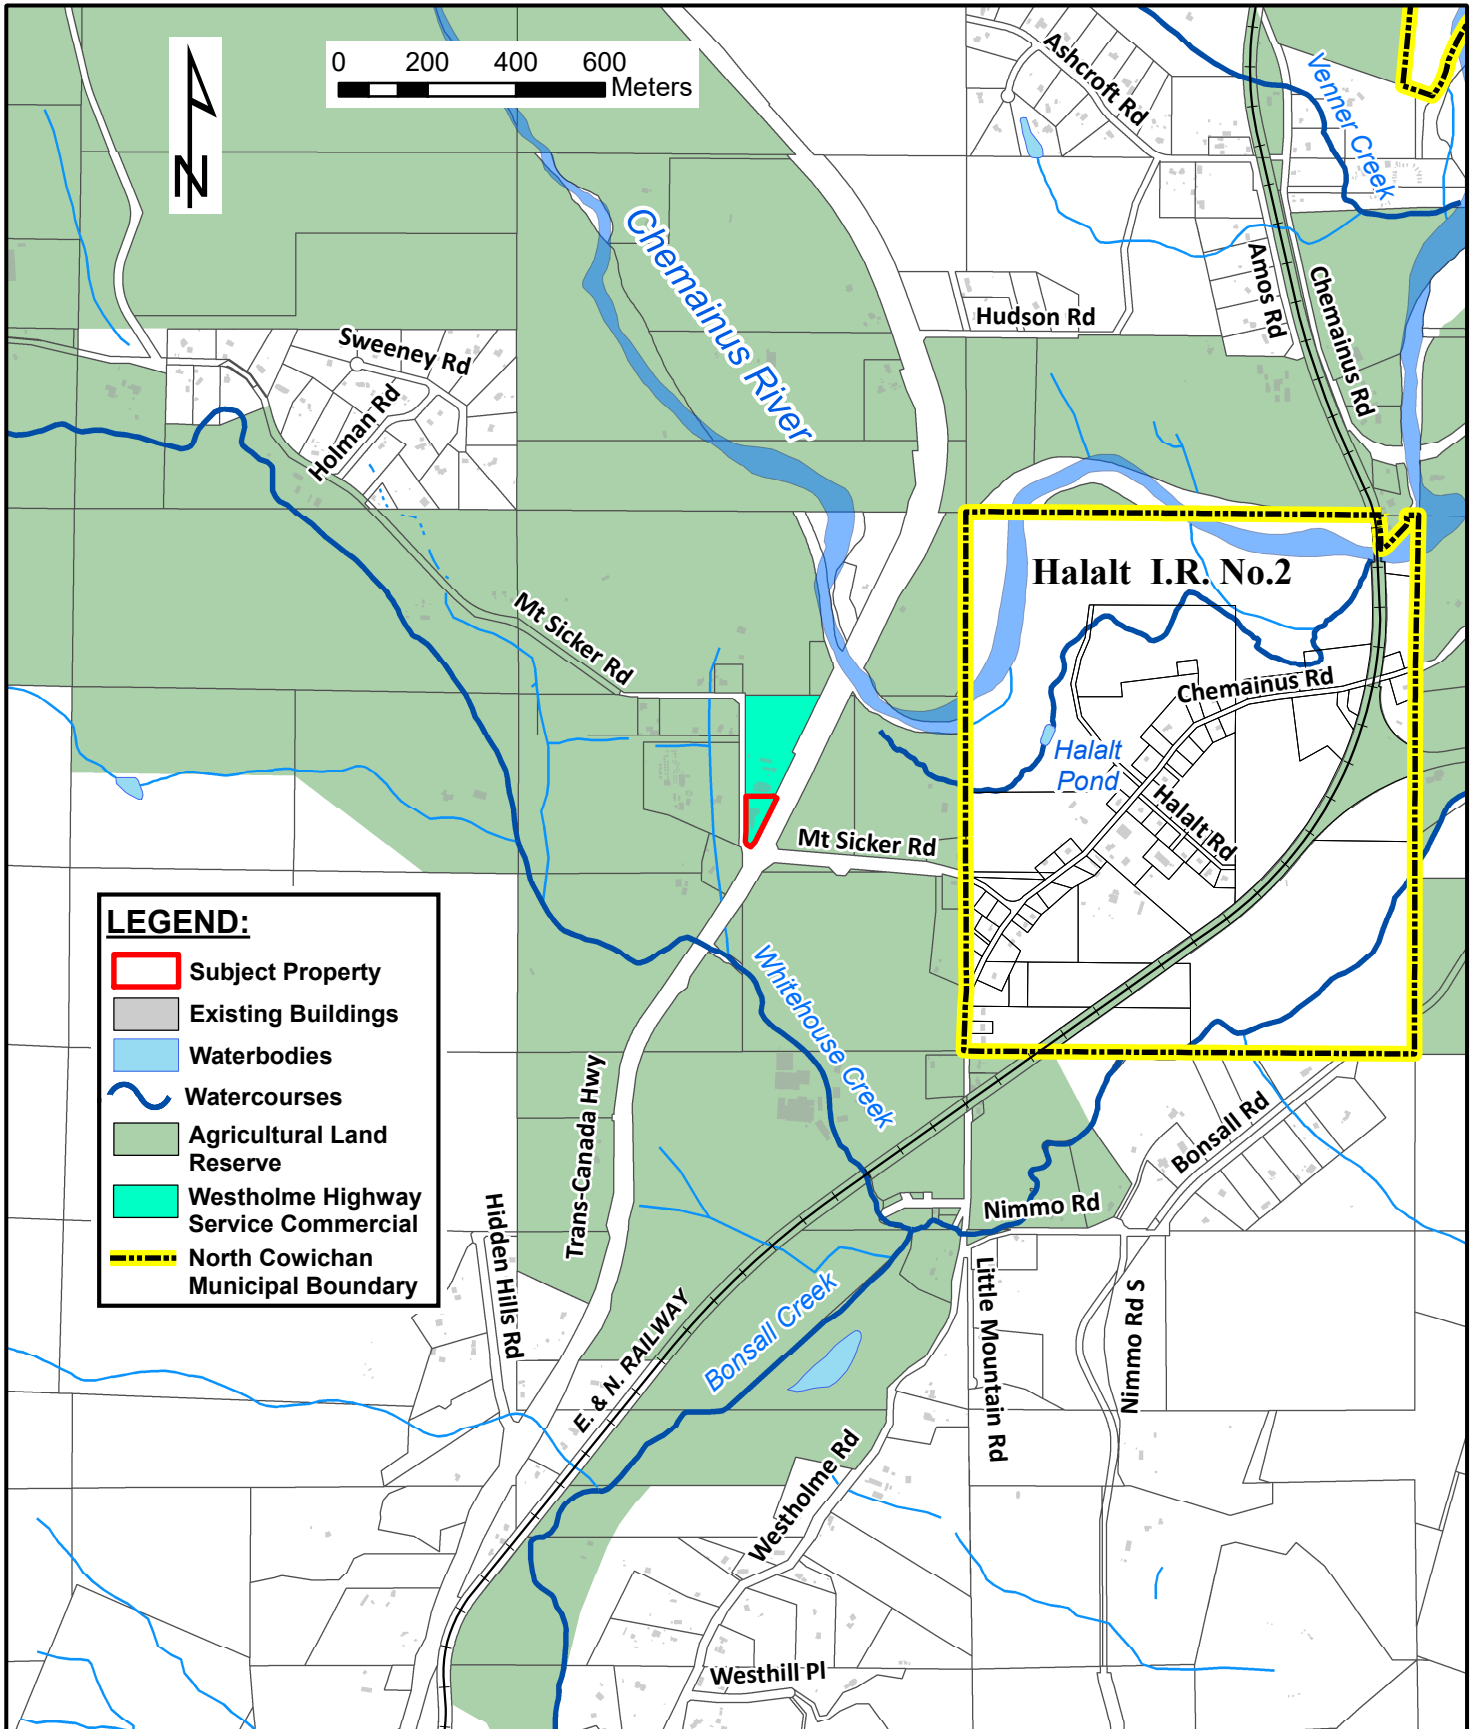 0 200 400 600
Meters
N
Ashcroft Rd
Venner Creek
Chemainus River
Amos Rd
Chemainus Rd
Hudson Rd
Sweeney Rd
Holman Rd
Mt Sicker Rd
Halalt I.R. No.2
Chemainus Rd
Halalt
Pond
Halalt Rd
Mt Sicker Rd
LEGEND:
Subject Property
Existing Buildings
Waterbodies
Watercourses
Agricultural Land
Reserve
Westholme Highway
Service Commercial
North Cowichan
Municipal Boundary
Whitehouse Creek
Trans-Canada Hwy
Bonsall Rd
Hidden Hills Rd
Nimmo Rd
E. & N. RAILWAY
Bonsall Creek
Little Mountain Rd
Nimmo Rd S
Westholme Rd
Westhill Pl